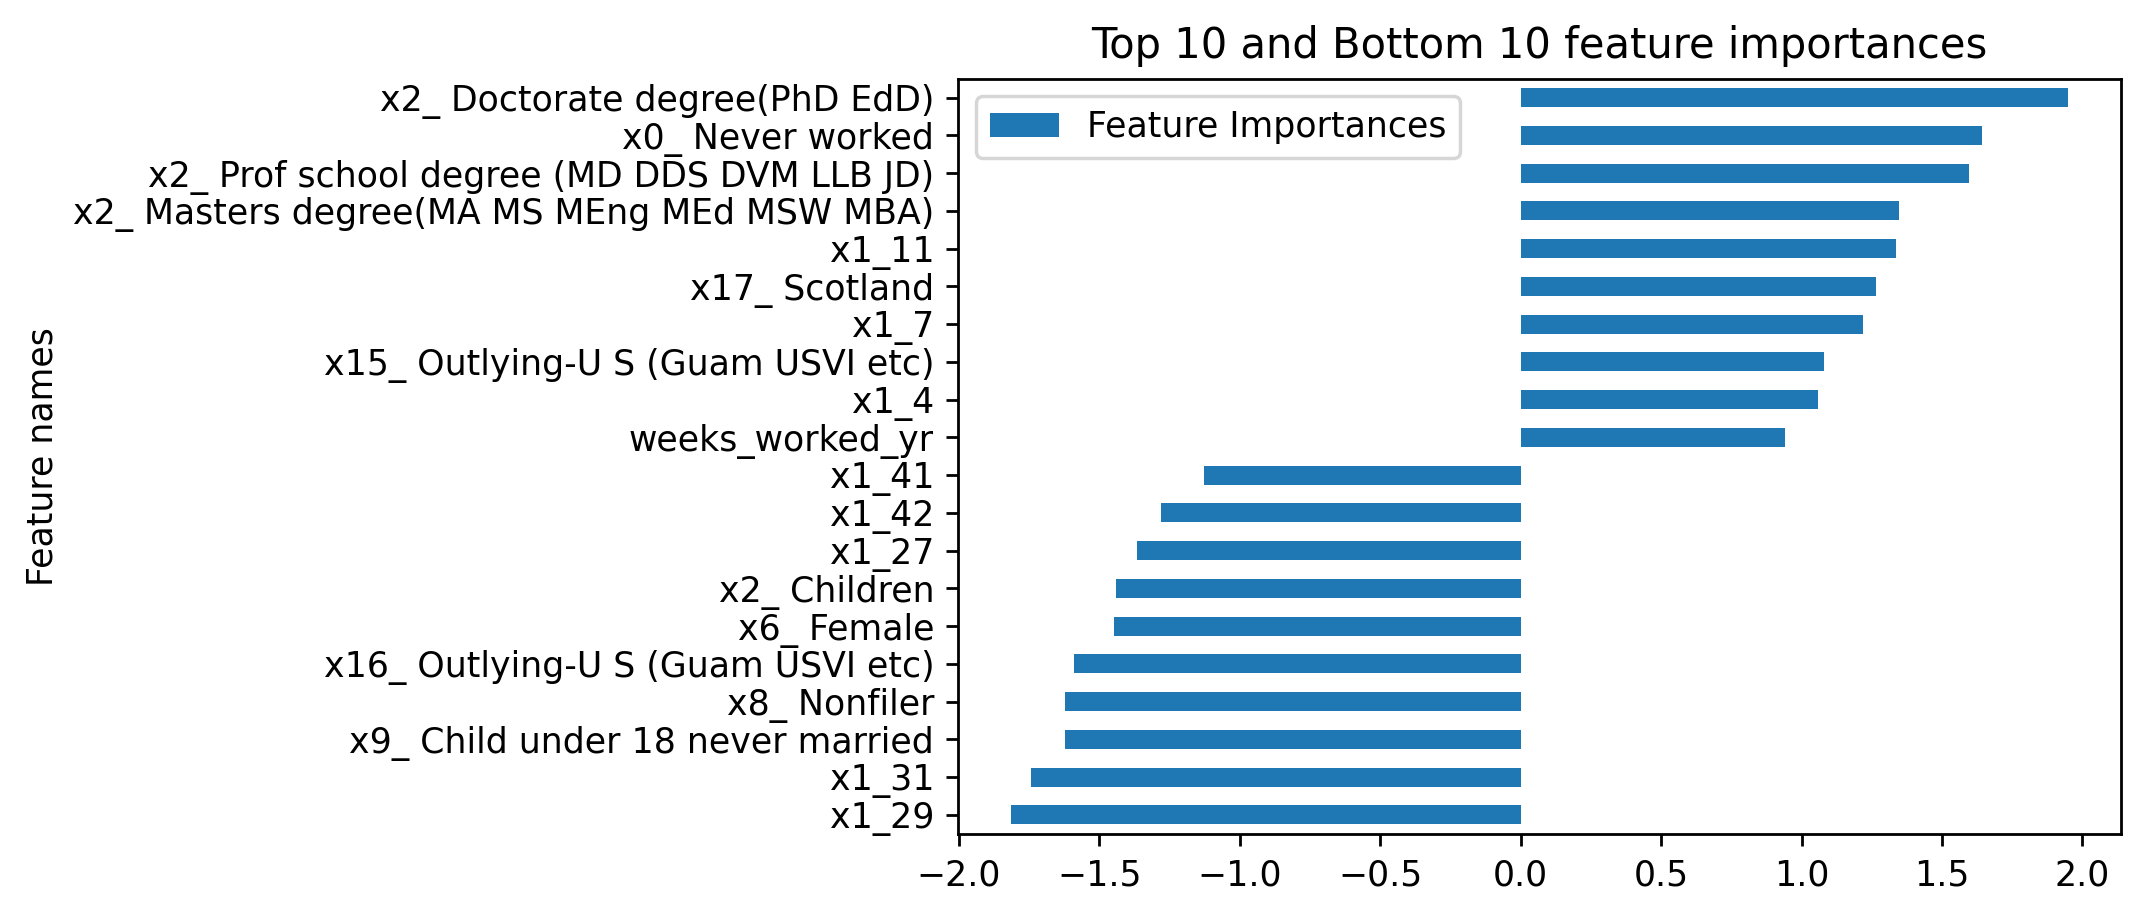 Top 10 and Bottom 10 feature importances
Feature Importances
Feature names
x2_ Doctorate degree(PhD EdD)
x0_ Never worked
x2_ Prof school degree (MD DDS DVM LLB JD)
x2_ Masters degree(MA MS MEng MEd MSW MBA)
x1_11
x17_ Scotland
x1_7
x15_ Outlying-U S (Guam USVI etc)
x1_4
weeks_worked_yr
x1_41
x1_42
x1_27
x2_ Children
x6_ Female
x16_ Outlying-U S (Guam USVI etc)
x8_ Nonfiler
x9_ Child under 18 never married
x1_31
x1_29
−2.0 −1.5 −1.0 −0.5 0.0 0.5 1.0 1.5 2.0